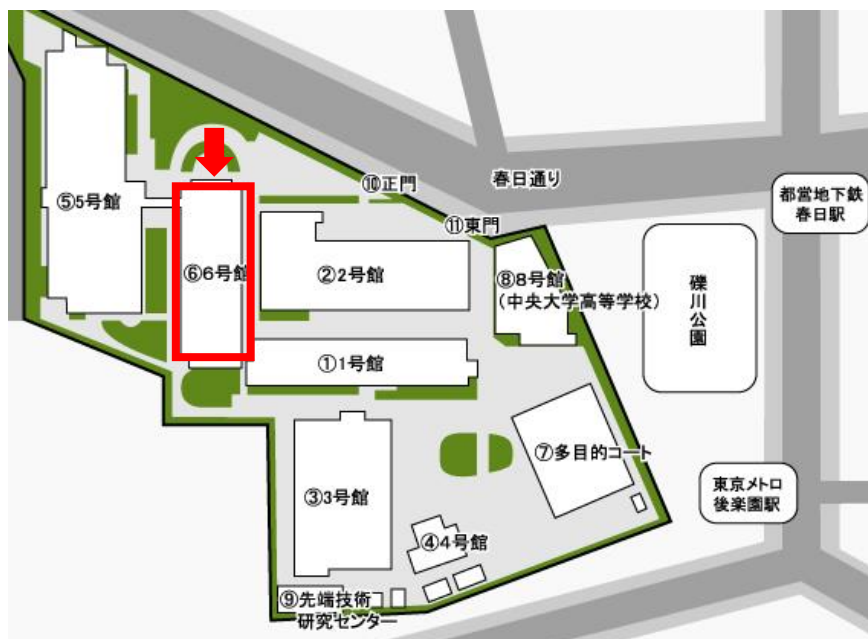 ⑩正門
春日通り
都営地下鉄
春日駅
⑤5号館
⑪東門
⑥6号館
②2号館
⑧8号館
(中央大学高等学校)
礫川公園
①1号館
⑦多目的コート
③3号館
東京メトロ
後楽園駅
④4号館
⑨先端技術
研究センター